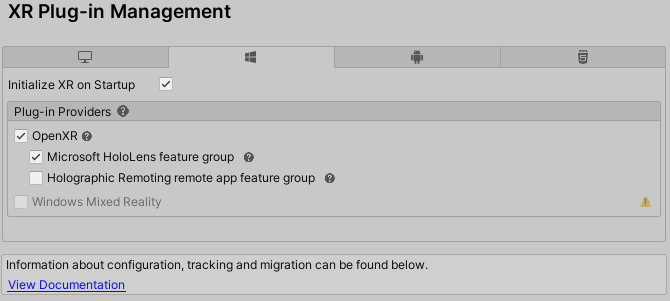 XR Plug-in Management
Initialize XR on Startup
Plug-in Providers
OpenXR
Microsoft HoloLens feature group
Holographic Remoting remote app feature group
Windows Mixed Reality
Information about configuration, tracking and migration can be found below.
View Documentation